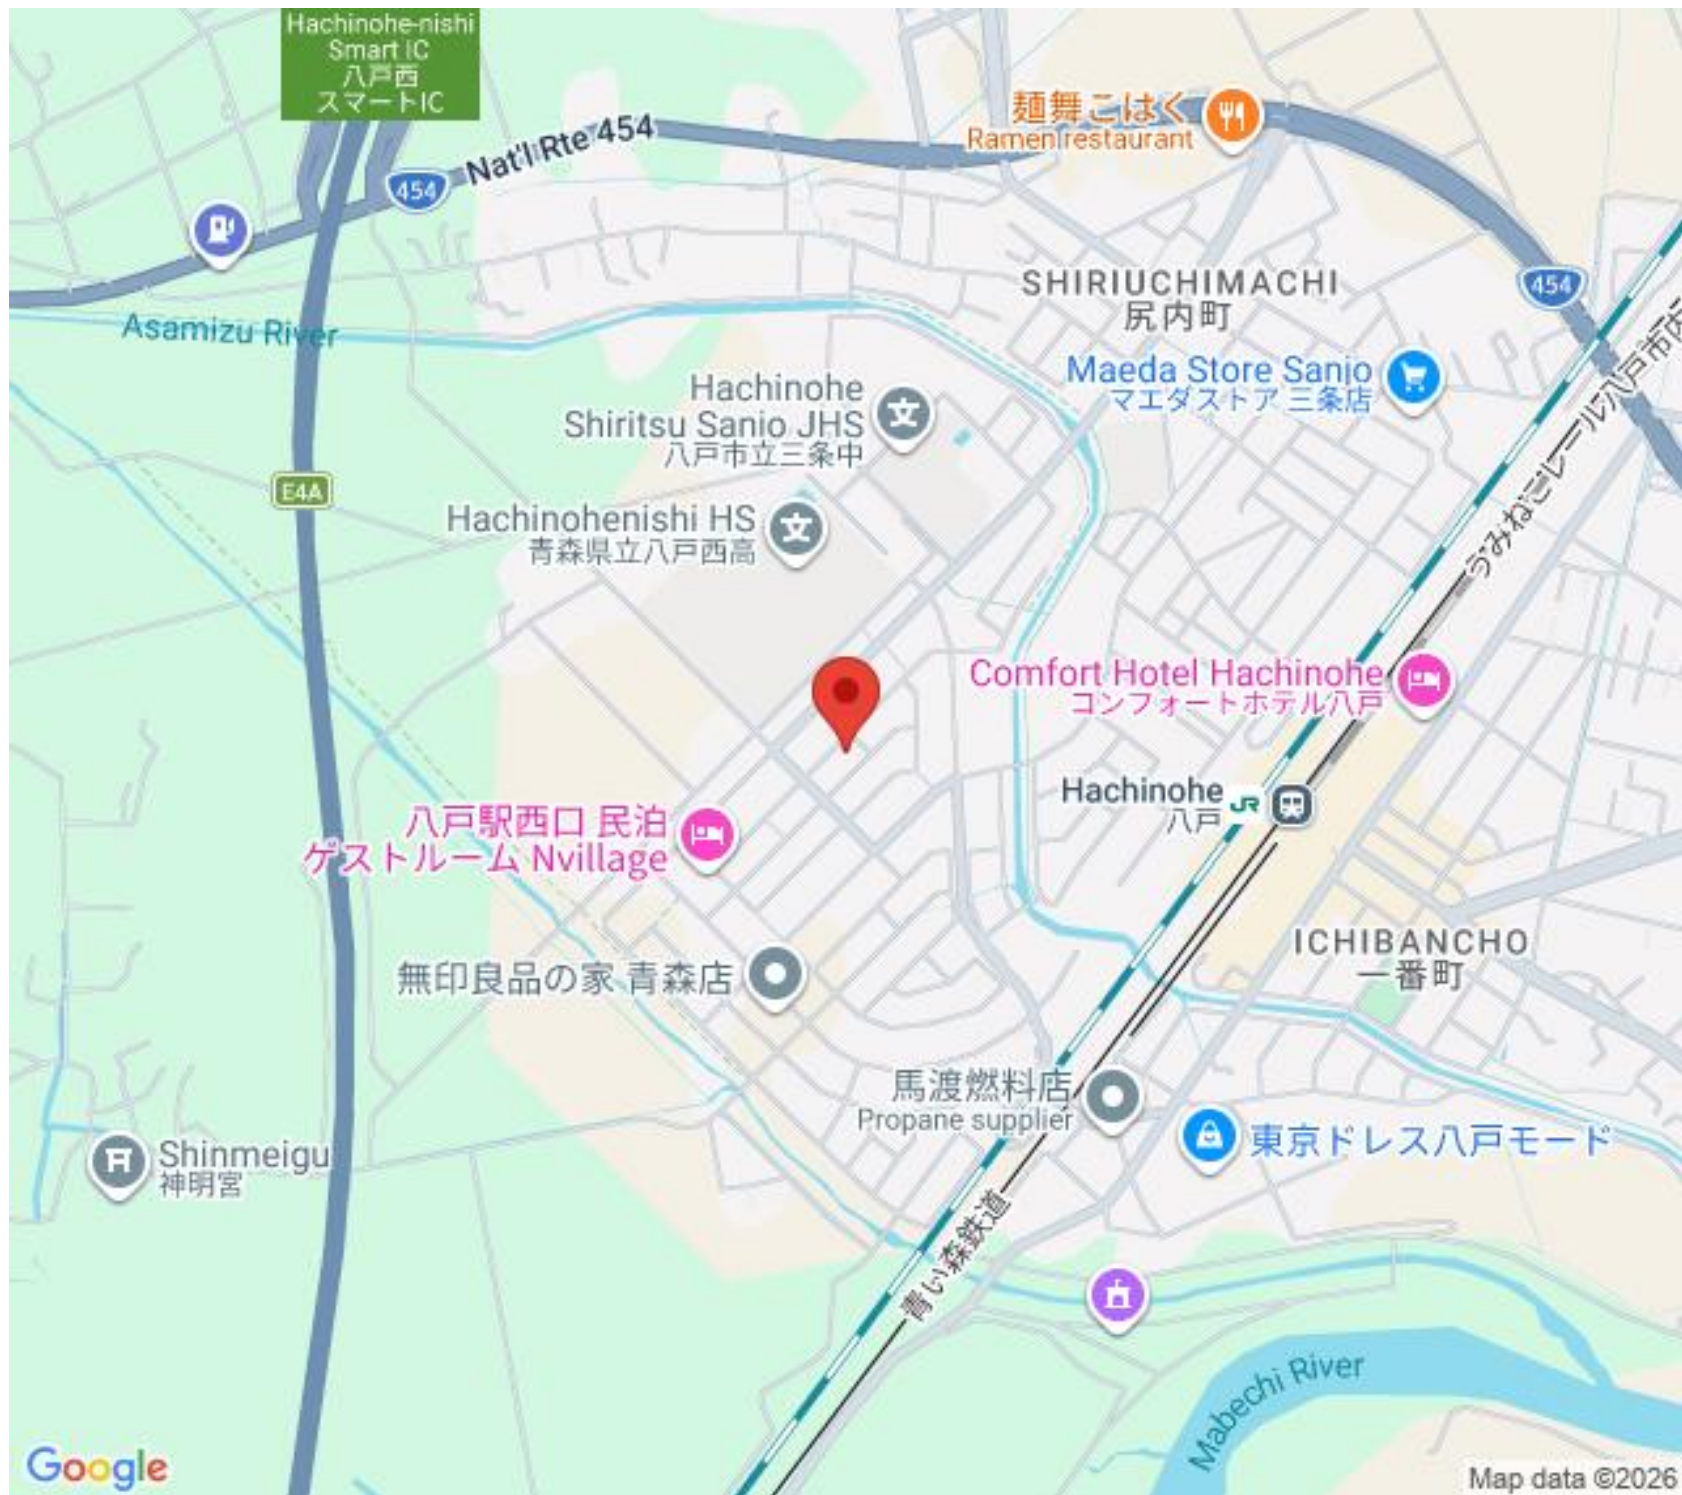 Hachinohe-nishi
Smart IC
八戸西
スマートIC
麺舞こはく
Ramen restaurant
Nat'l Rte 454
454
SHIRIUCHIMACHI
尻内町
454
Asamizu River
Maeda Store Sanjo
マエダストア 三条店
Hachinohe
Shiritsu Sanjo JHS
八戸市立三条中
うみねこレール八戸市内
E4A
Hachinohenishi HS
青森県立八戸西高
Comfort Hotel Hachinohe
コンフォートホテル八戸
Hachinohe
八戸
JR
八戸駅西口 民泊
ゲストルーム Nvillage
ICHIBANCHO
一番町
無印良品の家 青森店
馬渡燃料店
Propane supplier
東京ドレス八戸モード
Shinmeigu
神明宮
青い森鉄道
Mabechi River
Google
Map data ©2026